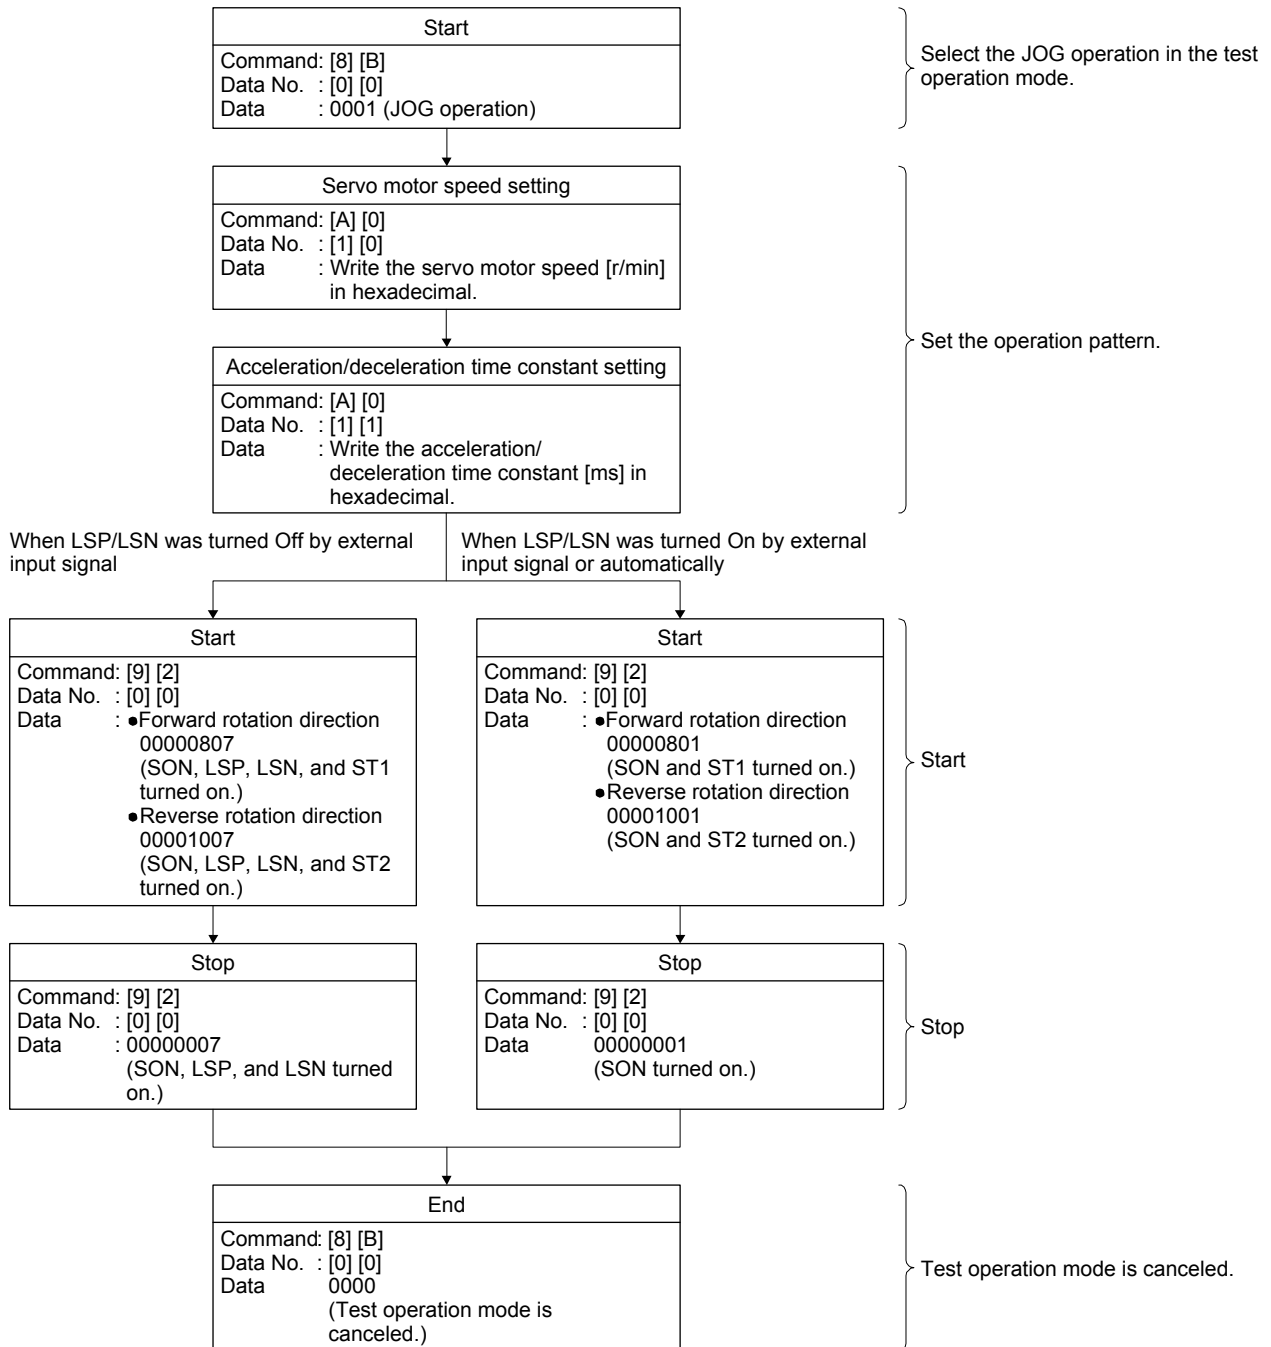 Start
Command: [8] [B]
Data No. : [0] [0]
Data : 0001 (JOG operation)
Select the JOG operation in the test
operation mode.
Servo motor speed setting
Command: [A] [0]
Data No. : [1] [0]
Data : Write the servo motor speed [r/min]
in hexadecimal.
Acceleration/deceleration time constant setting
Command: [A] [0]
Data No. : [1] [1]
Data : Write the acceleration/
deceleration time constant [ms] in
hexadecimal.
Set the operation pattern.
When LSP/LSN was turned Off by external
input signal
When LSP/LSN was turned On by external
input signal or automatically
Start
Command: [9] [2]
Data No. : [0] [0]
Data : ●Forward rotation direction
00000807
(SON, LSP, LSN, and ST1
turned on.)
●Reverse rotation direction
00001007
(SON, LSP, LSN, and ST2
turned on.)
Start
Command: [9] [2]
Data No. : [0] [0]
Data : ●Forward rotation direction
00000801
(SON and ST1 turned on.)
●Reverse rotation direction
00001001
(SON and ST2 turned on.)
Start
Stop
Command: [9] [2]
Data No. : [0] [0]
Data : 00000007
(SON, LSP, and LSN turned
on.)
Stop
Command: [9] [2]
Data No. : [0] [0]
Data 00000001
(SON turned on.)
Stop
End
Command: [8] [B]
Data No. : [0] [0]
Data 0000
(Test operation mode is
canceled.)
Test operation mode is canceled.